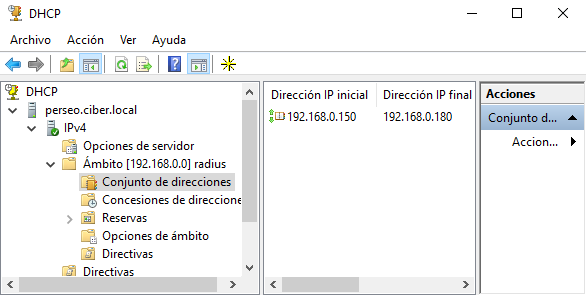 DHCP
Archivo Acción Ver Ayuda
DHCP
perseo.ciber.local
IPv4
Opciones de servidor
Ámbito [192.168.0.0] radius
Conjunto de direcciones
Concesiones de direccione
Reservas
Opciones de ámbito
Directivas
Directivas
Dirección IP inicial Dirección IP final
192.168.0.150 192.168.0.180
Acciones
Conjunto d...
Accion...